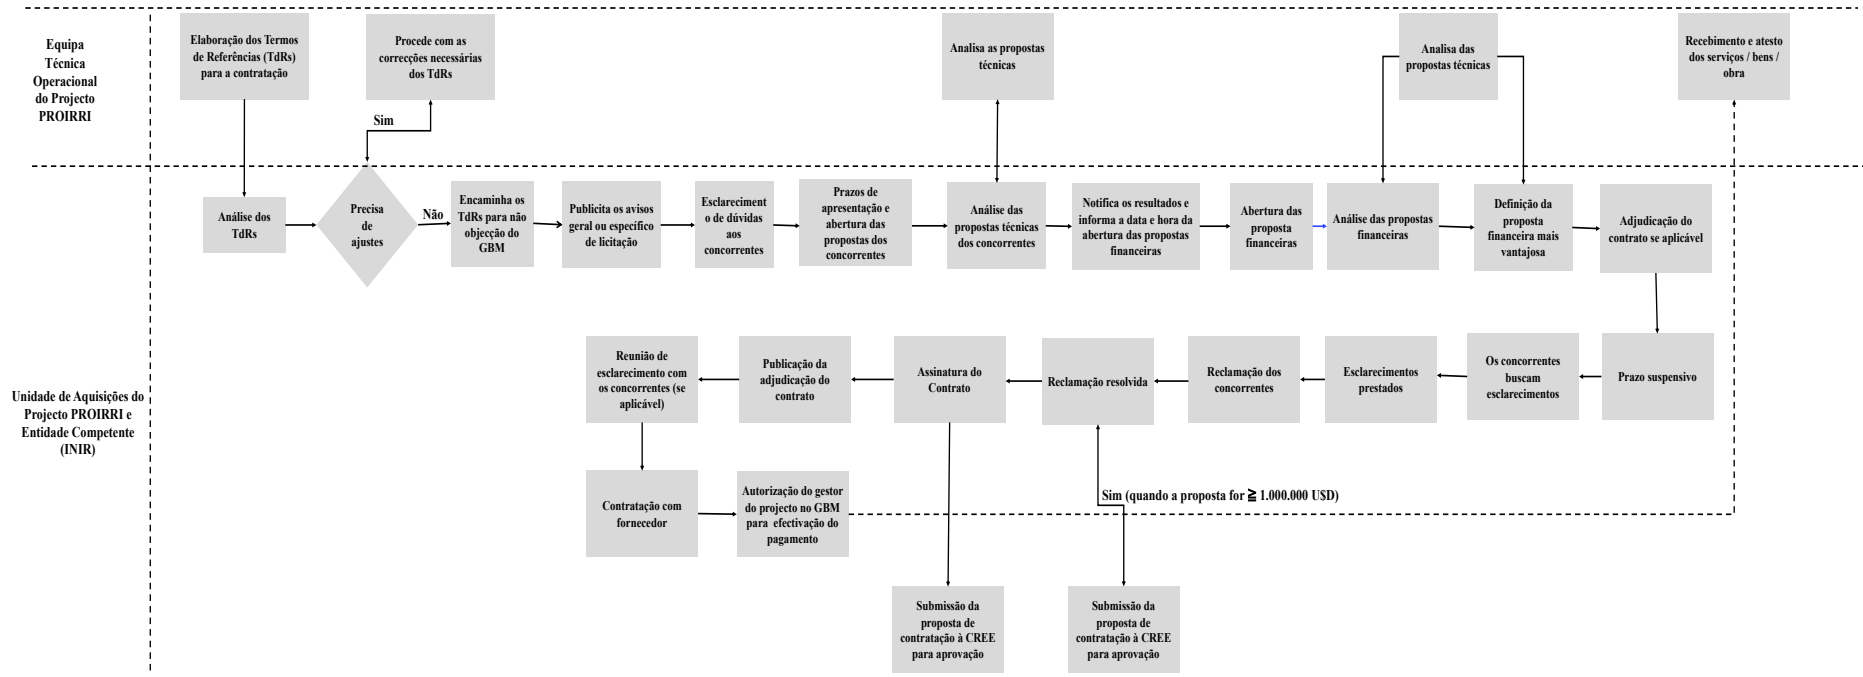 Equipa
Técnica
Operacional
do Projecto
PROIRRI
Elaboração dos Termos
de Referências (TdRs)
para a contratação
Procede com as
correcções necessárias
dos TdRs
Analisa as propostas
técnicas
Analisa das
propostas técnicas
Recebimento e atesto
dos serviços / bens /
obra
Sim
Unidade de Aquisições do
Projecto PROIRRI e
Entidade Competente
(INIR)
Análise dos
TdRs
Precisa
de
ajustes
Não
Encaminha os
TdRs para não
objecção do
GBM
Publicita os avisos
geral ou específico
de licitação
Esclareciment
o de dúvidas
aos
concorrentes
Prazos de
apresentação e
abertura das
propostas dos
concorrentes
Análise das
propostas técnicas
dos concorrentes
Notifica os resultados e
informa a data e hora da
abertura das propostas
financeiras
Abertura das
proposta
financeiras
Análise das propostas
financeiras
Definição da
proposta
financeira mais
vantajosa
Adjudicação do
contrato se aplicável
Reunião de
esclarecimento com
os concorrentes (se
aplicável)
Publicação da
adjudicação do
contrato
Assinatura do
Contrato
Reclamação resolvida
Reclamação dos
concorrentes
Esclarecimentos
prestados
Os concorrentes
buscam
esclarecimentos
Prazo suspensivo
Contratação com
fornecedor
Autorização do gestor
do projecto no GBM
para efectivação do
pagamento
Sim (quando a proposta for ≧ 1.000.000 U$D)
Submissão da
proposta de
contratação à CREE
para aprovação
Submissão da
proposta de
contratação à CREE
para aprovação